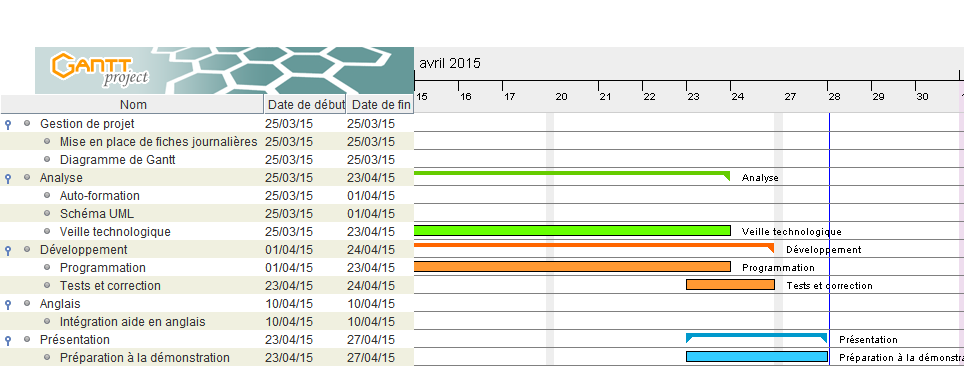 GANTT project
avril 2015
15 16 17 20 21 22 23 24 27 28 29 30
Nom Date de début Date de fin
Gestion de projet 25/03/15 25/03/15
Mise en place de fiches journalières 25/03/15 25/03/15
Diagramme de Gantt 25/03/15 25/03/15
Analyse 25/03/15 23/04/15 Analyse
Auto-formation 25/03/15 01/04/15
Schéma UML 25/03/15 01/04/15
Veille technologique 25/03/15 23/04/15 Veille technologique
Développement 01/04/15 24/04/15 Développement
Programmation 01/04/15 23/04/15 Programmation
Tests et correction 23/04/15 24/04/15 Tests et correction
Anglais 10/04/15 10/04/15
Intégration aide en anglais 10/04/15 10/04/15
Présentation 23/04/15 27/04/15 Présentation
Préparation à la démonstration 23/04/15 27/04/15 Préparation à la démonstra